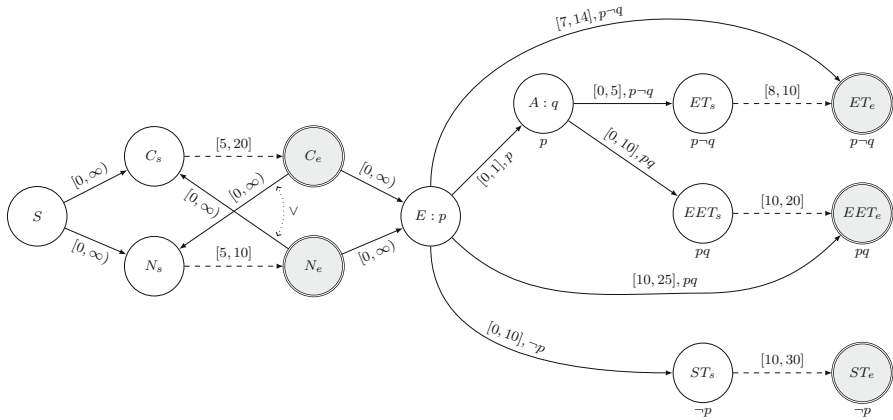 [7, 14], p¬q
A : q
p
[0, 5], p¬q
ET_s
p¬q
[8, 10]
ET_e
p¬q
[0, 1], p
[0, 10], pq
C_s
[5, 20]
C_e
[0, ∞)
[0, ∞)
[0, ∞)
[0, ∞)
∨
S
E : p
EET_s
pq
[10, 20]
EET_e
pq
[0, ∞)
N_s
[5, 10]
N_e
[0, ∞)
[10, 25], pq
[0, 10], ¬p
ST_s
¬p
[10, 30]
ST_e
¬p